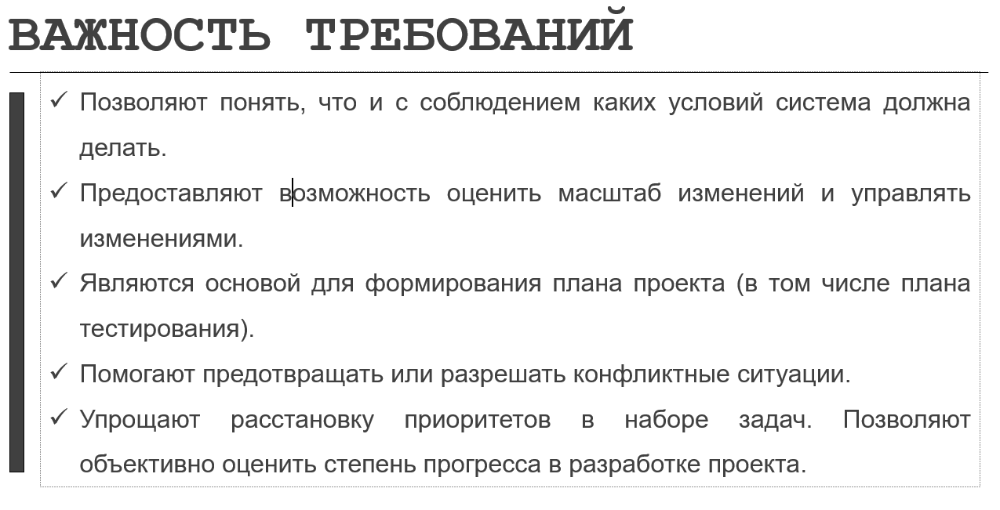 ВАЖНОСТЬ ТРЕБОВАНИЙ
✓ Позволяют понять, что и с соблюдением каких условий система должна
делать.
✓ Предоставляют возможность оценить масштаб изменений и управлять
изменениями.
✓ Являются основой для формирования плана проекта (в том числе плана
тестирования).
✓ Помогают предотвращать или разрешать конфликтные ситуации.
✓ Упрощают расстановку приоритетов в наборе задач. Позволяют
объективно оценить степень прогресса в разработке проекта.